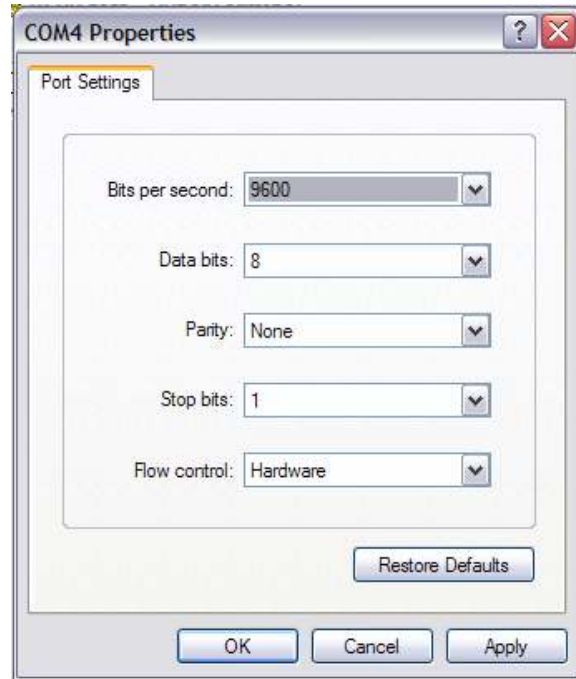 COM4 Properties
Port Settings
Bits per second: 9600
Data bits: 8
Parity: None
Stop bits: 1
Flow control: Hardware
Restore Defaults
OK Cancel Apply